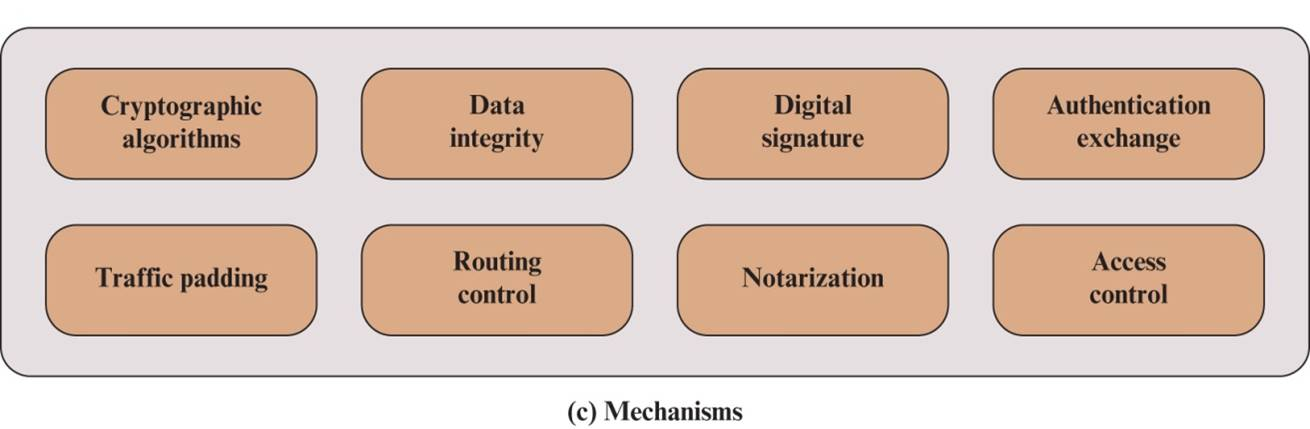 Cryptographic
algorithms
Data
integrity
Digital
signature
Authentication
exchange
Traffic padding
Routing
control
Notarization
Access
control
(c) Mechanisms